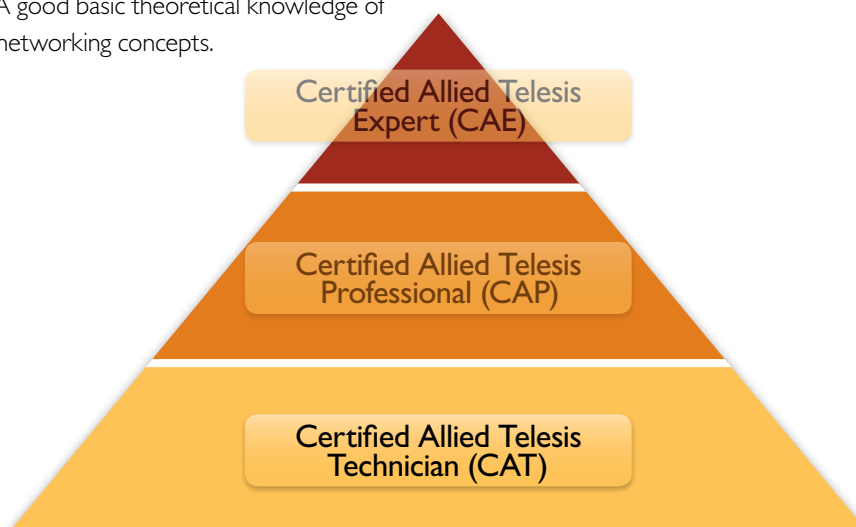 A good basic theoretical knowledge of
networking concepts.
Certified Allied Telesis
Expert (CAE)
Certified Allied Telesis
Professional (CAP)
Certified Allied Telesis
Technician (CAT)